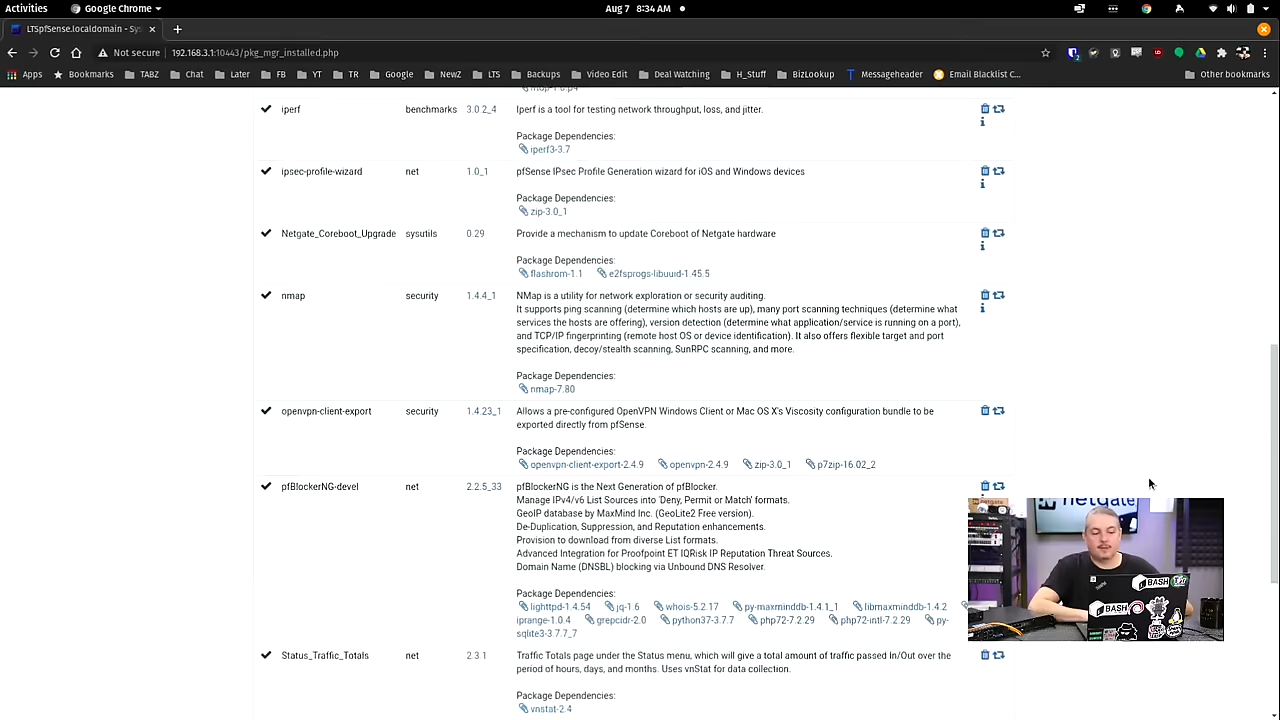 Activities
Google Chrome
Aug 7 8:34 AM
LTSpfSense.localdomain - Sy
Not secure
192.168.3.1:10443/pkg_mgr_installed.php
Apps
Bookmarks
TABZ
Chat
Later
FB
YT
TR
Google
NewZ
LTS
Backups
Video Edit
Deal Watching
H_Stuff
BizLookup
Messageheader
Email Blacklist C...
Other bookmarks
iperf benchmarks 3.0.2_4 Iperf is a tool for testing network throughput, loss, and jitter.
Package Dependencies:
iperf3-3.7
ipsec-profile-wizard net 1.0_1 pfSense IPsec Profile Generation wizard for iOS and Windows devices
Package Dependencies:
zip-3.0_1
Netgate_Coreboot_Upgrade sysutils 0.29 Provide a mechanism to update Coreboot of Netgate hardware
Package Dependencies:
flashrom-1.1 e2fsprogs-libuuid-1.45.5
nmap security 1.4.4_1 NMap is a utility for network exploration or security auditing.
It supports ping scanning (determine which hosts are up), many port scanning techniques (determine what
services the hosts are offering), version detection (determine what application/service is running on a port),
and TCP/IP fingerprinting (remote host OS or device identification). It also offers flexible target and port
specification, decoy/stealth scanning, SunRPC scanning, and more.
Package Dependencies:
nmap-7.80
openvpn-client-export security 1.4.23_1 Allows a pre-configured OpenVPN Windows Client or Mac OS X's Viscosity configuration bundle to be
exported directly from pfSense.
Package Dependencies:
openvpn-client-export-2.4.9 openvpn-2.4.9 zip-3.0_1 p7zip-16.02_2
pfBlockerNG-devel net 2.2.5_33 pfBlockerNG is the Next Generation of pfBlocker.
Manage IPv4/v6 List Sources into 'Deny, Permit or Match' formats.
GeoIP database by MaxMind Inc. (GeoLite2 Free version).
De-Duplication, Suppression, and Reputation enhancements.
Provision to download from diverse List formats.
Advanced Integration for Proofpoint ET IQRisk IP Reputation Threat Sources.
Domain Name (DNSBL) blocking via Unbound DNS Resolver.
Package Dependencies:
lighttpd-1.4.54 jq-1.6 whois-5.2.17 py-maxminddb-1.4.1_1 libmaxminddb-1.4.2
iprange-1.0.4 grepcidr-2.0 python37-3.7.7 php72-7.2.29 php72-intl-7.2.29 py-
sqlite3-3.7.7_7
Status_Traffic_Totals net 2.3.1 Traffic Totals page under the Status menu, which will give a total amount of traffic passed In/Out over the
period of hours, days, and months. Uses vnStat for data collection.
Package Dependencies:
vnstat-2.4
netgate
BASH
BASH